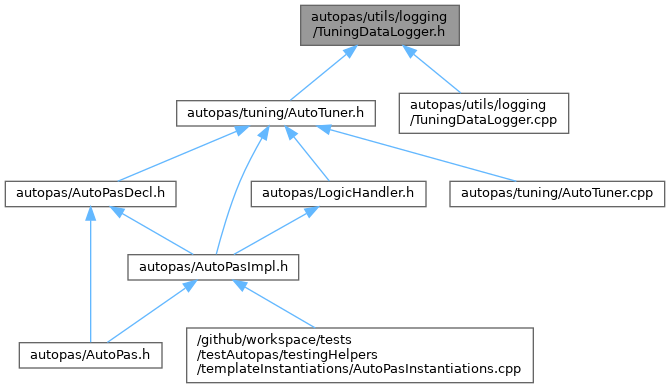 autopas/utils/logging
/TuningDataLogger.h
autopas/tuning/AutoTuner.h
autopas/utils/logging
/TuningDataLogger.cpp
autopas/AutoPasDecl.h
autopas/LogicHandler.h
autopas/tuning/AutoTuner.cpp
autopas/AutoPasImpl.h
autopas/AutoPas.h
/github/workspace/tests
/testAutopas/testingHelpers
/templateInstantiations/AutoPasInstantiations.cpp